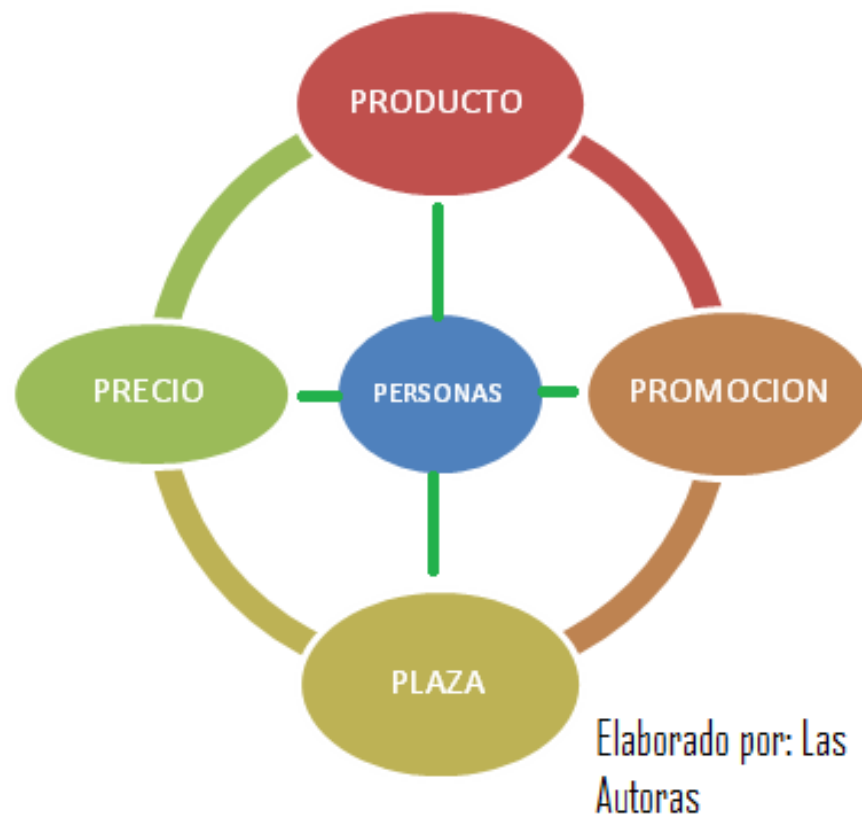 PRODUCTO
PRECIO
PERSONAS
PROMOCION
PLAZA
Elaborado por: Las
Autoras